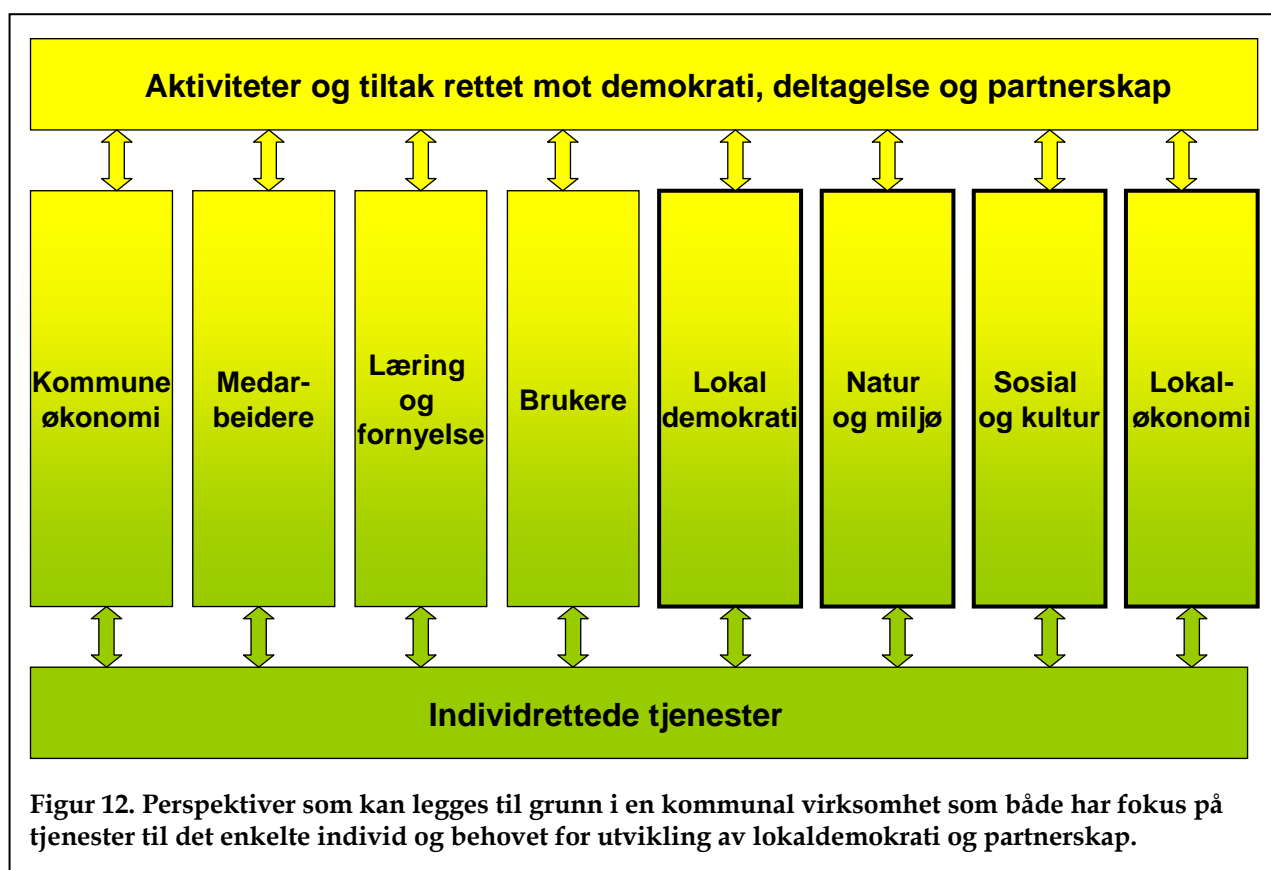 Aktiviteter og tiltak rettet mot demokrati, deltagelse og partnerskap
Kommune
økonomi
Medar-
beidere
Læring
og
fornyelse
Brukere
Lokal
demokrati
Natur
og miljø
Sosial
og kultur
Lokal-
økonomi
Individrettede tjenester
Figur 12. Perspektiver som kan legges til grunn i en kommunal virksomhet som både har fokus på
tjenester til det enkelte individ og behovet for utvikling av lokaldemokrati og partnerskap.